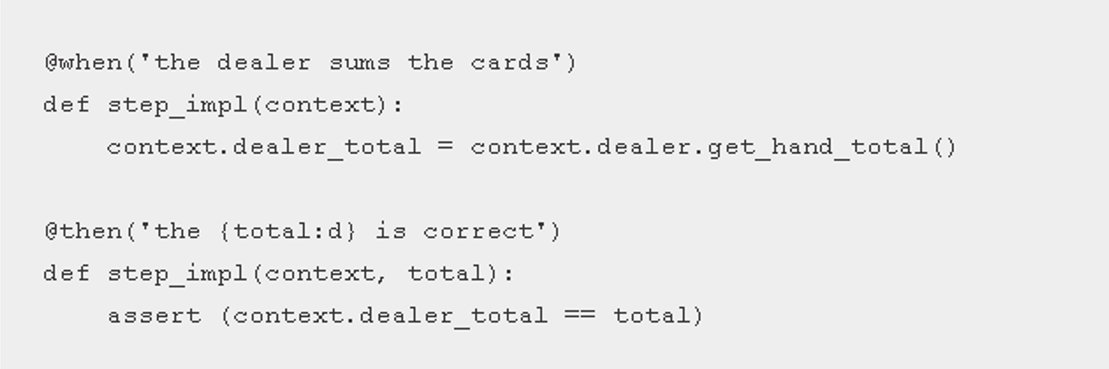 @when('the dealer sums the cards')
def step_impl(context):
    context.dealer_total = context.dealer.get_hand_total()

@then('the {total:d} is correct')
def step_impl(context, total):
    assert (context.dealer_total == total)